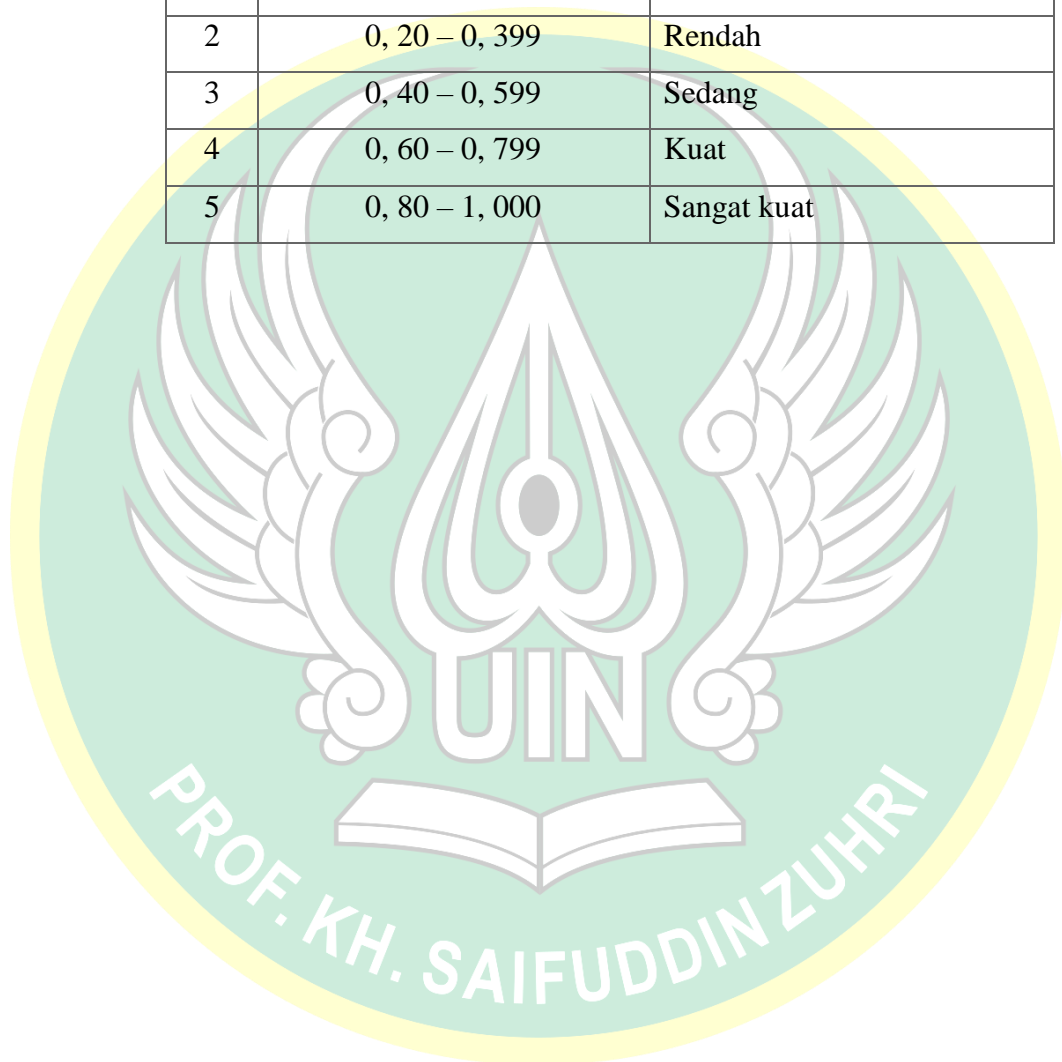 2 0, 20 – 0, 399 Rendah
3 0, 40 – 0, 599 Sedang
4 0, 60 – 0, 799 Kuat
5 0, 80 – 1, 000 Sangat kuat
UIN
PROF. KH. SAIFUDDIN ZUHRI